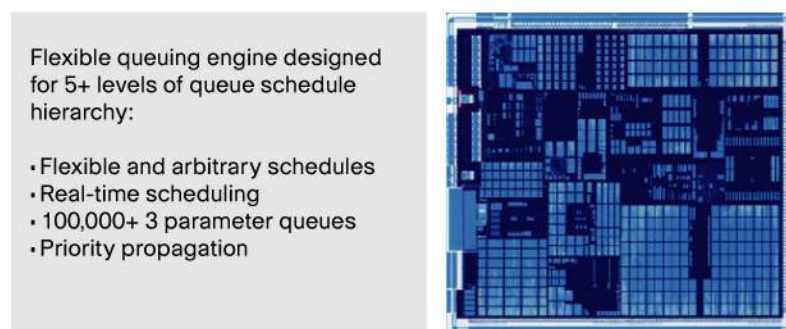 Flexible queuing engine designed
for 5+ levels of queue schedule
hierarchy:
▪ Flexible and arbitrary schedules
▪ Real-time scheduling
▪ 100,000+ 3 parameter queues
▪ Priority propagation